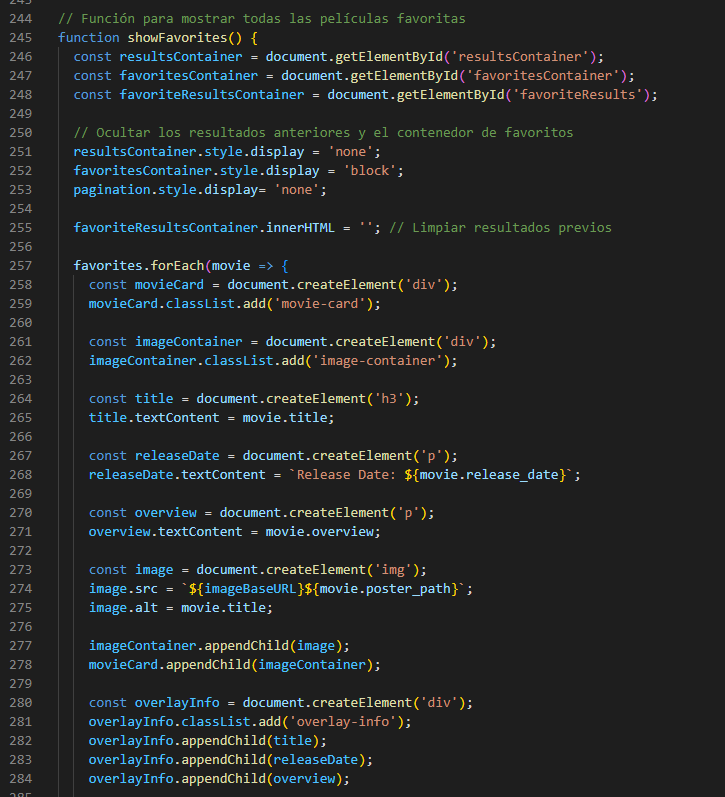 244 // Función para mostrar todas las películas favoritas
245 function showFavorites() {
246 const resultsContainer = document.getElementById('resultsContainer');
247 const favoritesContainer = document.getElementById('favoritesContainer');
248 const favoriteResultsContainer = document.getElementById('favoriteResults');
249
250 // Ocultar los resultados anteriores y el contenedor de favoritos
251 resultsContainer.style.display = 'none';
252 favoritesContainer.style.display = 'block';
253 pagination.style.display= 'none';
254
255 favoriteResultsContainer.innerHTML = ''; // Limpiar resultados previos
256
257 favorites.forEach(movie => {
258 const movieCard = document.createElement('div');
259 movieCard.classList.add('movie-card');
260
261 const imageContainer = document.createElement('div');
262 imageContainer.classList.add('image-container');
263
264 const title = document.createElement('h3');
265 title.textContent = movie.title;
266
267 const releaseDate = document.createElement('p');
268 releaseDate.textContent = `Release Date: ${movie.release_date}`;
269
270 const overview = document.createElement('p');
271 overview.textContent = movie.overview;
272
273 const image = document.createElement('img');
274 image.src = `${imageBaseURL}${movie.poster_path}`;
275 image.alt = movie.title;
276
277 imageContainer.appendChild(image);
278 movieCard.appendChild(imageContainer);
279
280 const overlayInfo = document.createElement('div');
281 overlayInfo.classList.add('overlay-info');
282 overlayInfo.appendChild(title);
283 overlayInfo.appendChild(releaseDate);
284 overlayInfo.appendChild(overview);